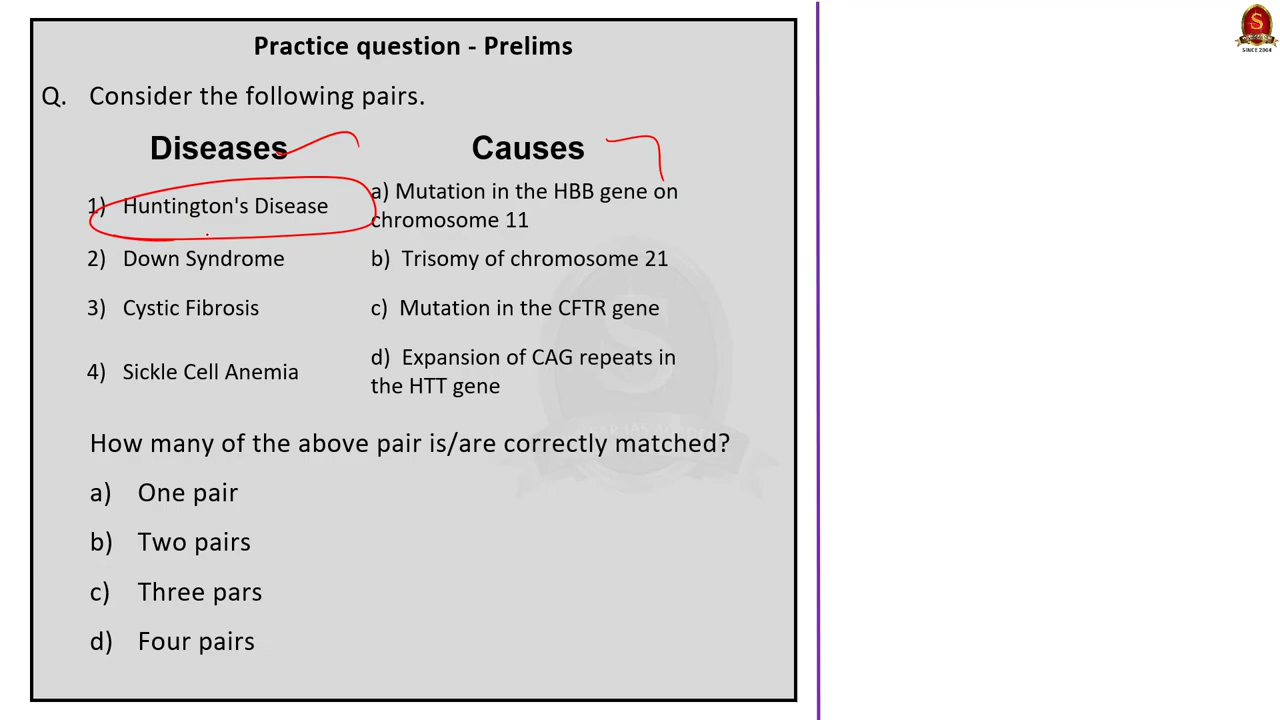 Practice question - Prelims
Q. Consider the following pairs.
Diseases Causes
1) Huntington's Disease a) Mutation in the HBB gene on chromosome 11
2) Down Syndrome b) Trisomy of chromosome 21
3) Cystic Fibrosis c) Mutation in the CFTR gene
4) Sickle Cell Anemia d) Expansion of CAG repeats in the HTT gene
How many of the above pair is/are correctly matched?
a) One pair
b) Two pairs
c) Three pars
d) Four pairs
S
SINCE 2004